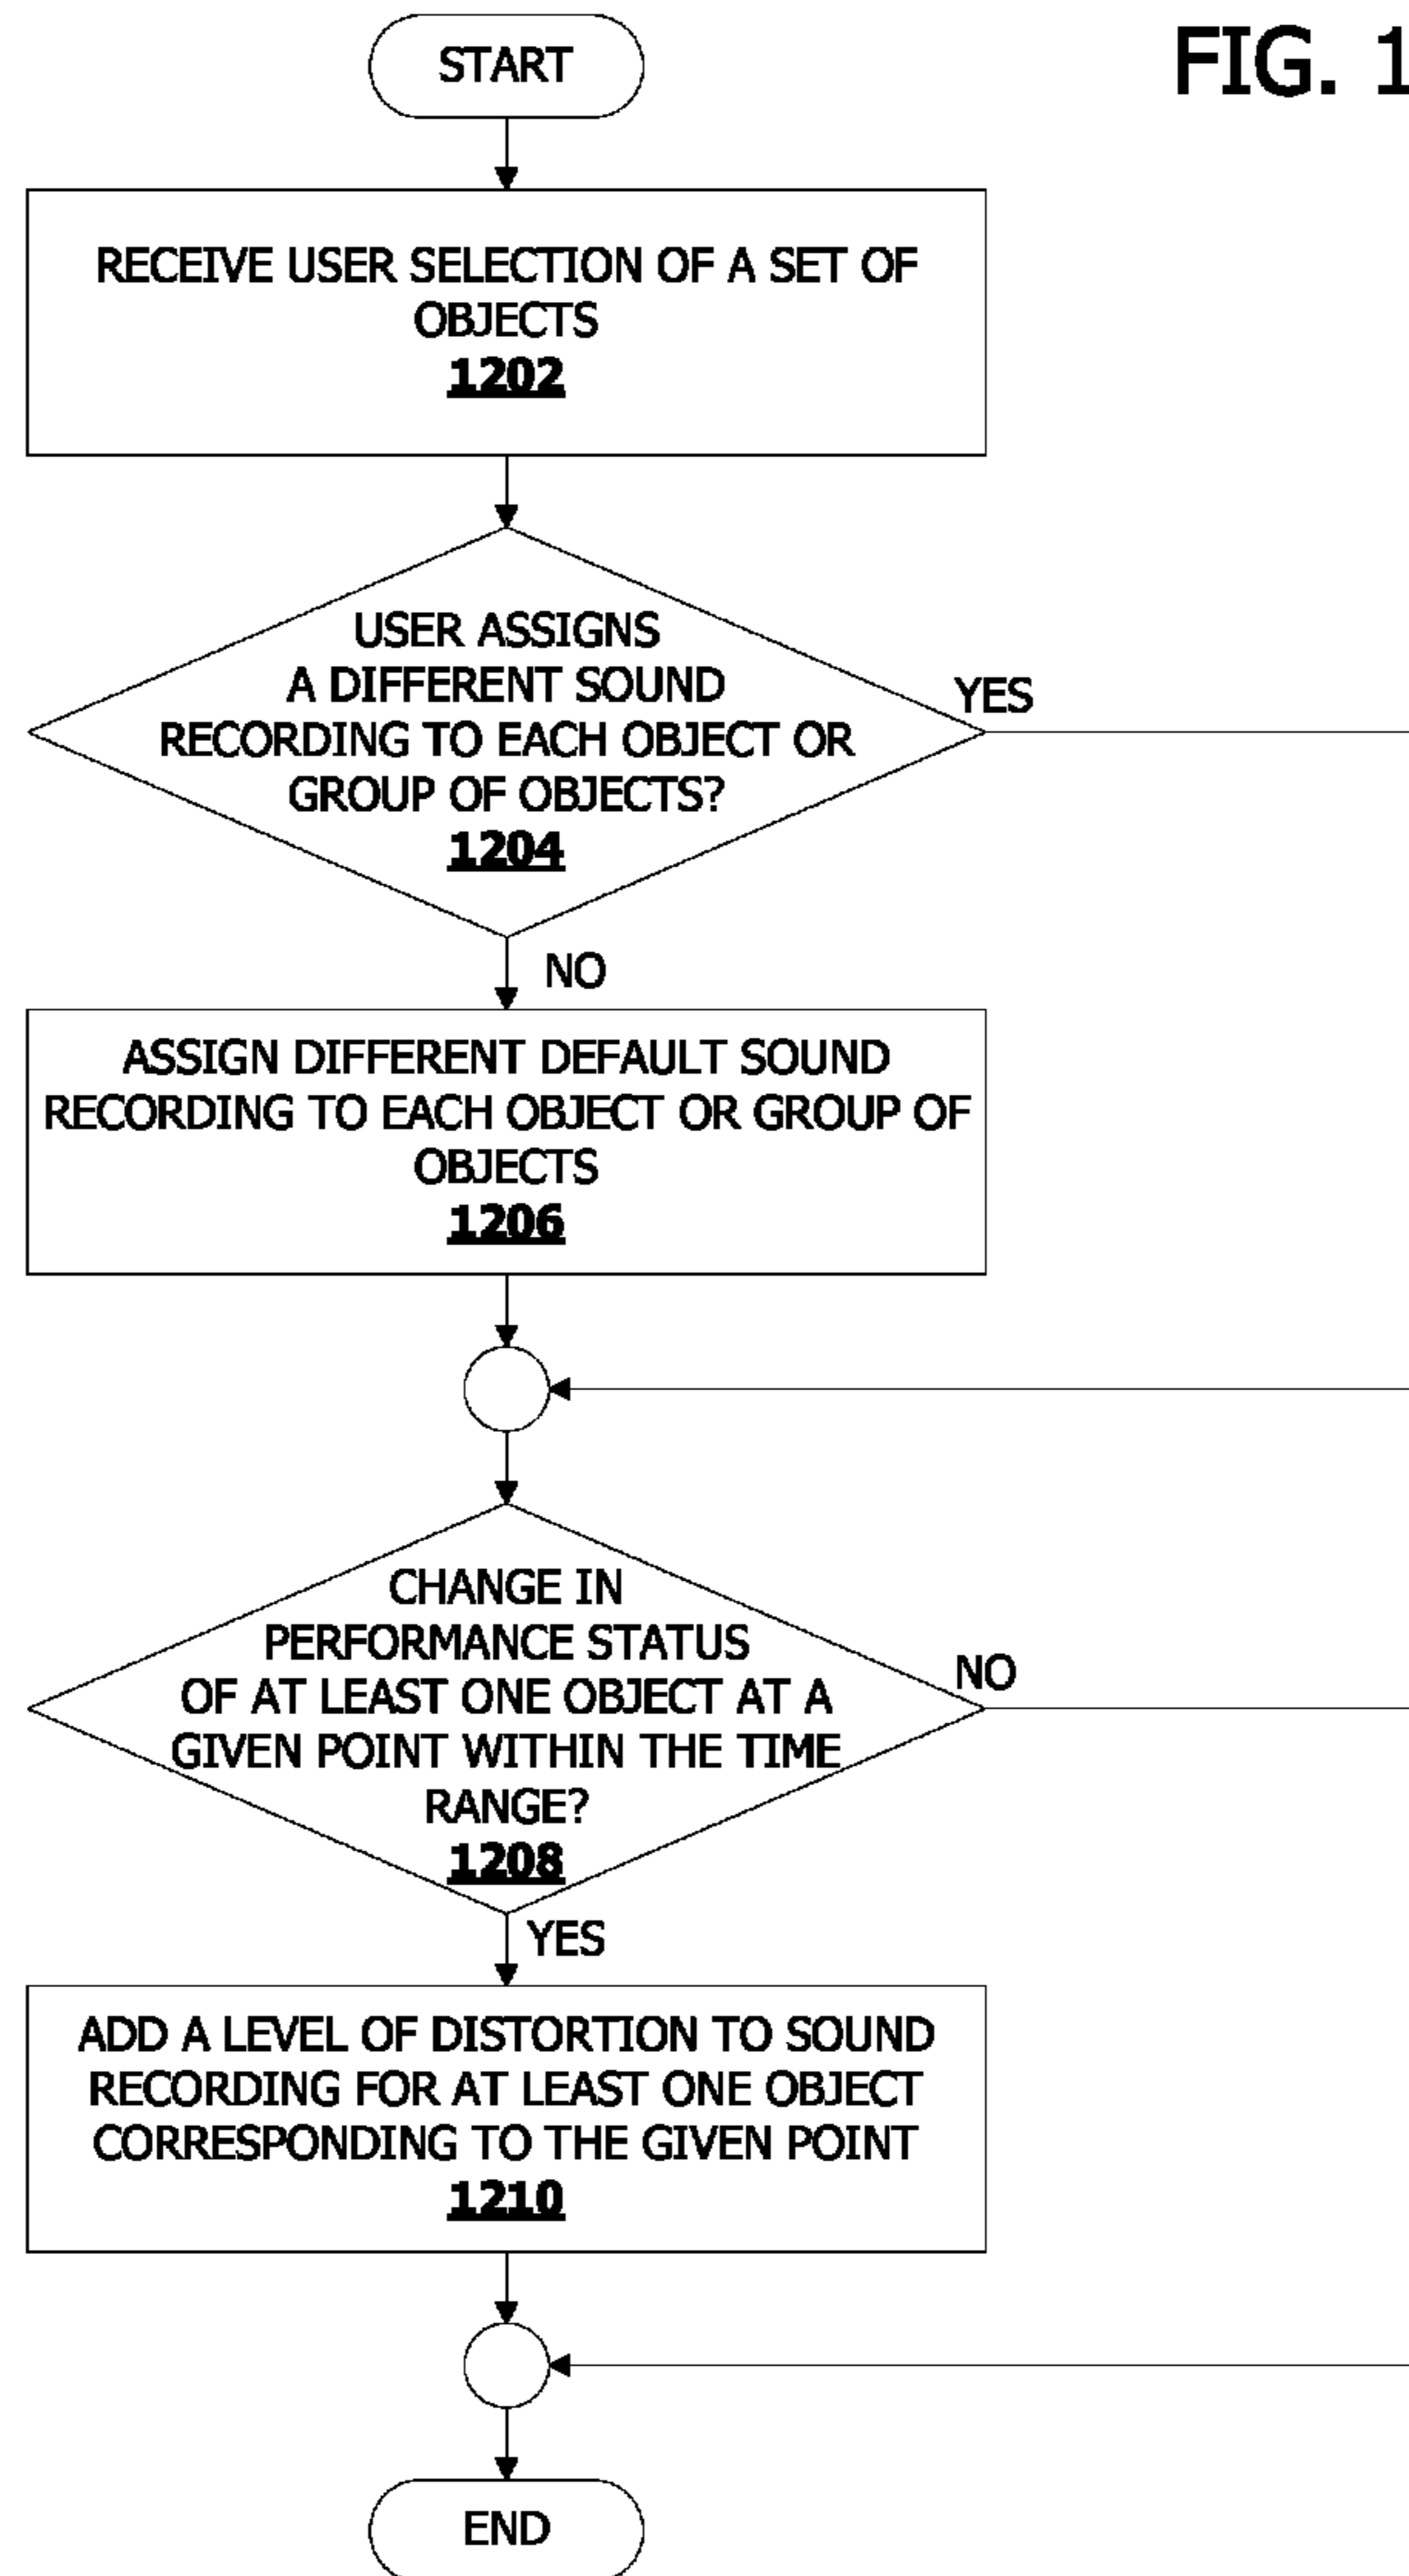 START
FIG. 1
RECEIVE USER SELECTION OF A SET OF
OBJECTS
1202
USER ASSIGNS
A DIFFERENT SOUND
RECORDING TO EACH OBJECT OR
GROUP OF OBJECTS?
1204
YES
NO
ASSIGN DIFFERENT DEFAULT SOUND
RECORDING TO EACH OBJECT OR GROUP OF
OBJECTS
1206
CHANGE IN
PERFORMANCE STATUS
OF AT LEAST ONE OBJECT AT A
GIVEN POINT WITHIN THE TIME
RANGE?
1208
NO
YES
ADD A LEVEL OF DISTORTION TO SOUND
RECORDING FOR AT LEAST ONE OBJECT
CORRESPONDING TO THE GIVEN POINT
1210
END